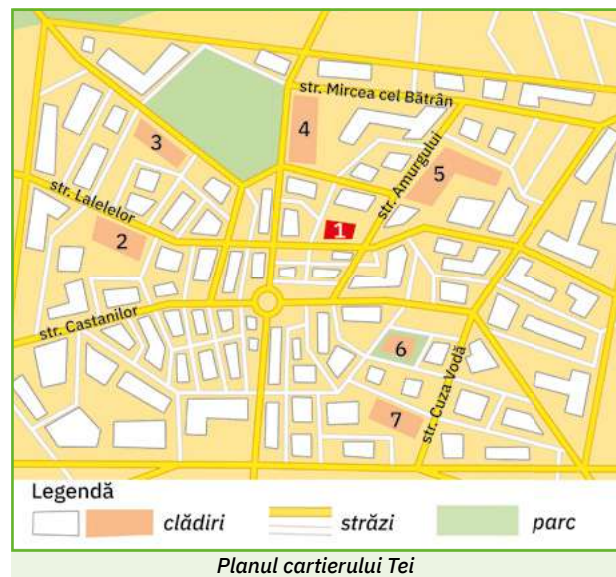 str. Mircea cel Bătrân
4
3
str. Amurgului
5
str. Lalelelor
1
2
str. Castanilor
6
str. Cuza Vodă
7
Legendă
clădiri
străzi
parc
Planul cartierului Tei